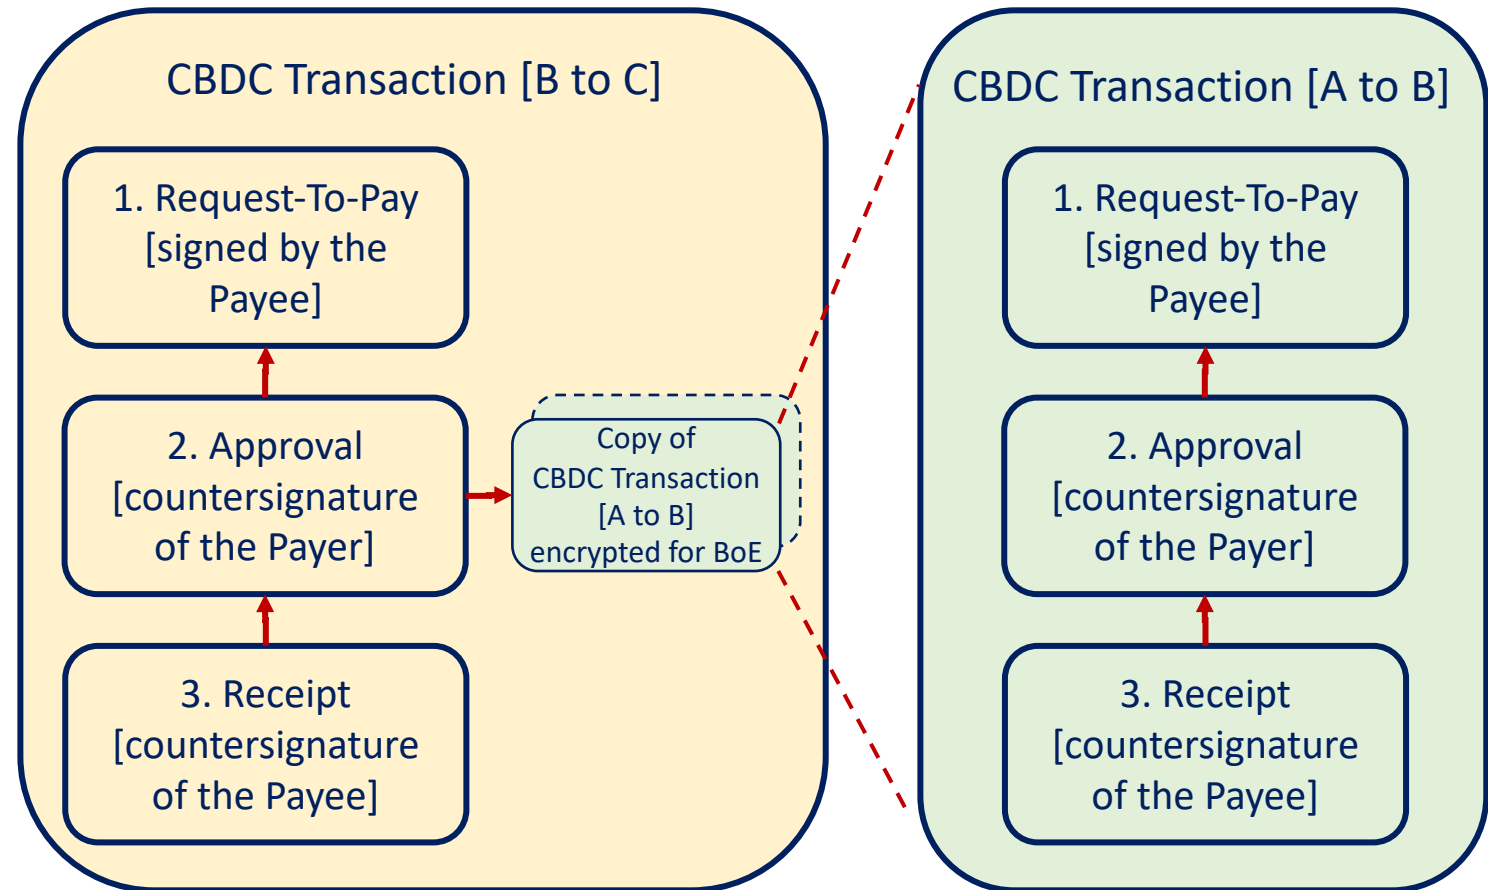 CBDC Transaction [B to C]
1. Request-To-Pay
[signed by the
Payee]
2. Approval
[countersignature
of the Payer]
3. Receipt
[countersignature
of the Payee]
Copy of
CBDC Transaction
[A to B]
encrypted for BoE
CBDC Transaction [A to B]
1. Request-To-Pay
[signed by the
Payee]
2. Approval
[countersignature
of the Payer]
3. Receipt
[countersignature
of the Payee]